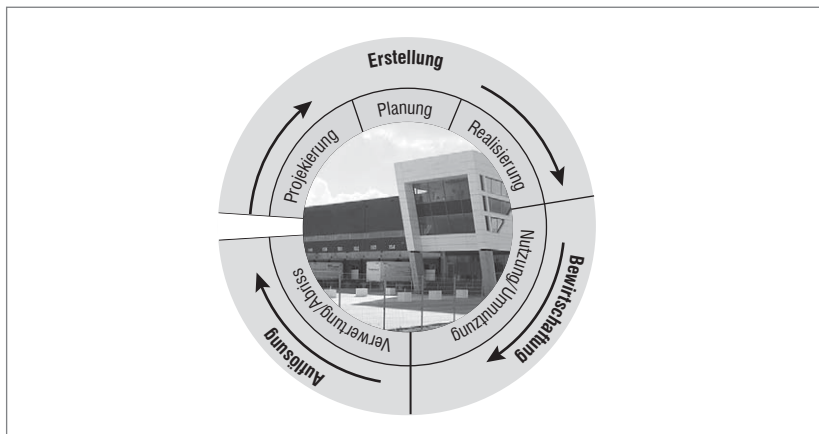 Erstellung
Projekierung
Planung
Realisierung
Nutzung/Umnutzung
Bewirtschaftung
Verwertung/Abriss
Auflösung